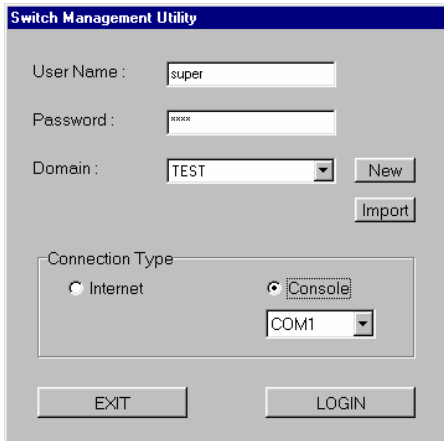 Switch Management Utility
User Name : super
Password : ****
Domain : TEST New
Import
Connection Type
Internet Console
COM1
EXIT LOGIN